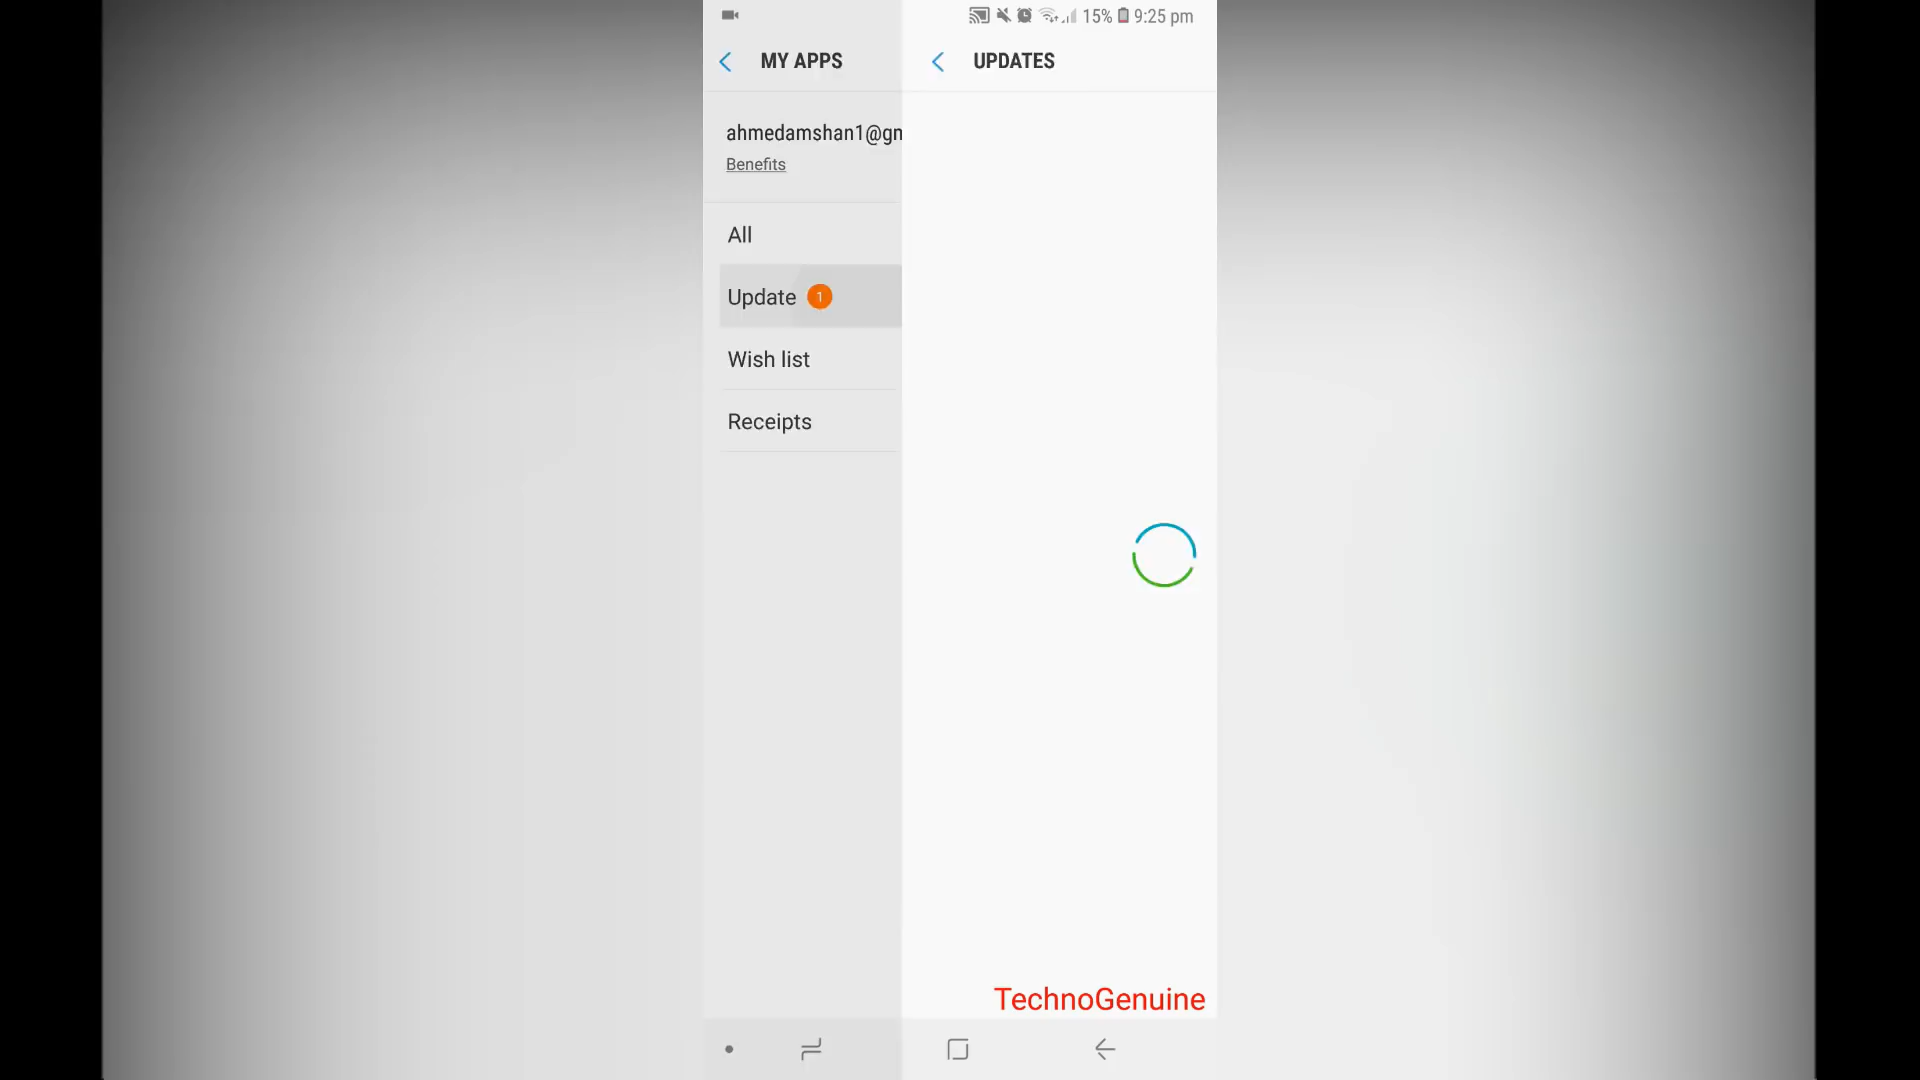 15% 9:25 pm
MY APPS
UPDATES
ahmedamshan1@gm
Benefits
All
Update 1
Wish list
Receipts
TechnoGenuine